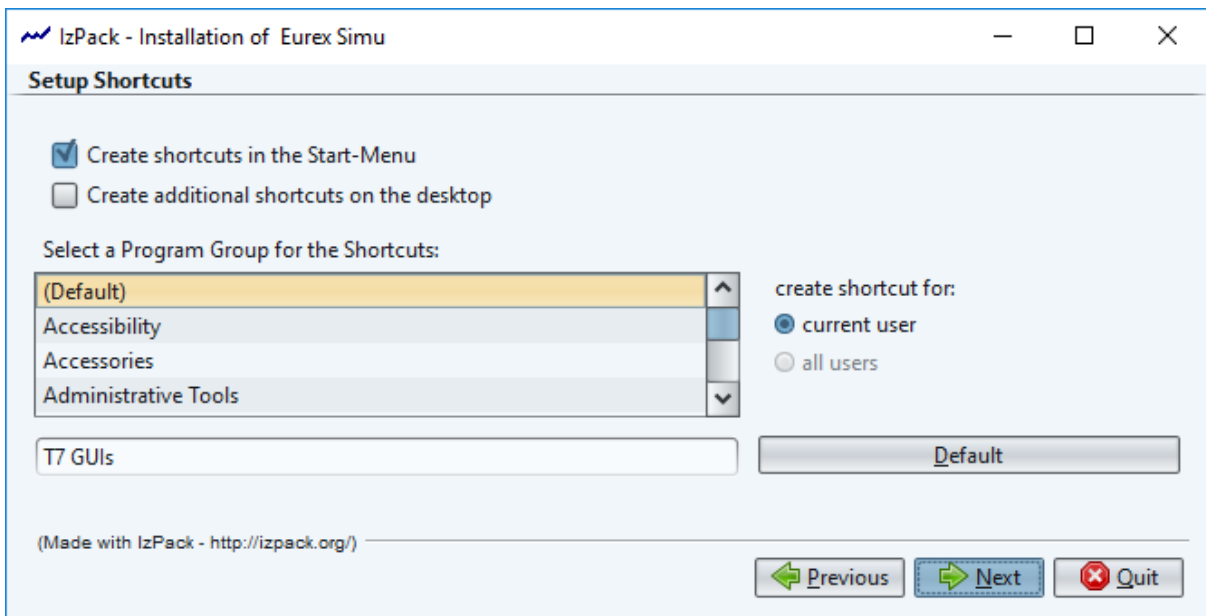 IzPack - Installation of  Eurex Simu
Setup Shortcuts
Create shortcuts in the Start-Menu
Create additional shortcuts on the desktop
Select a Program Group for the Shortcuts:
(Default)
Accessibility
Accessories
Administrative Tools
create shortcut for:
current user
all users
T7 GUIs
Default
(Made with IzPack - http://izpack.org/)
Previous
Next
Quit